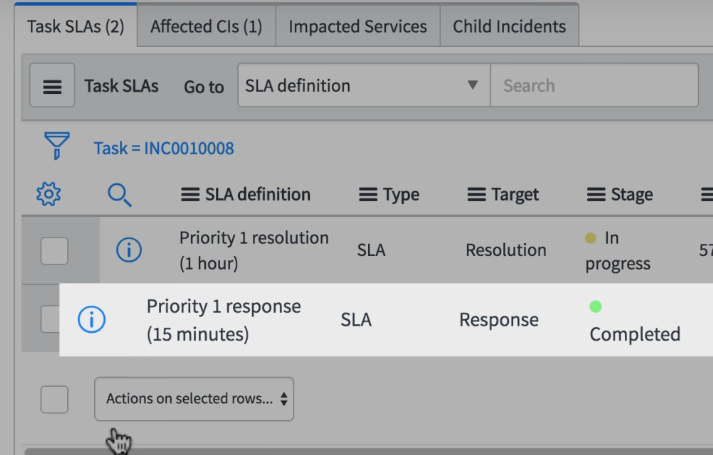 Task SLAs (2) Affected CIs (1) Impacted Services Child Incidents
Task SLAs Go to SLA definition Search
Task = INC0010008
SLA definition Type Target Stage
Priority 1 resolution
(1 hour) SLA Resolution In
progress
Priority 1 response
(15 minutes) SLA Response Completed
Actions on selected rows...